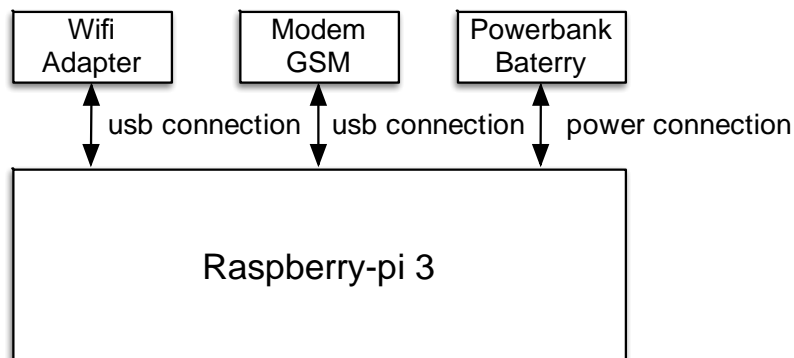 Wifi
Adapter
Modem
GSM
Powerbank
Baterry
usb connection
usb connection
power connection
Raspberry-pi 3